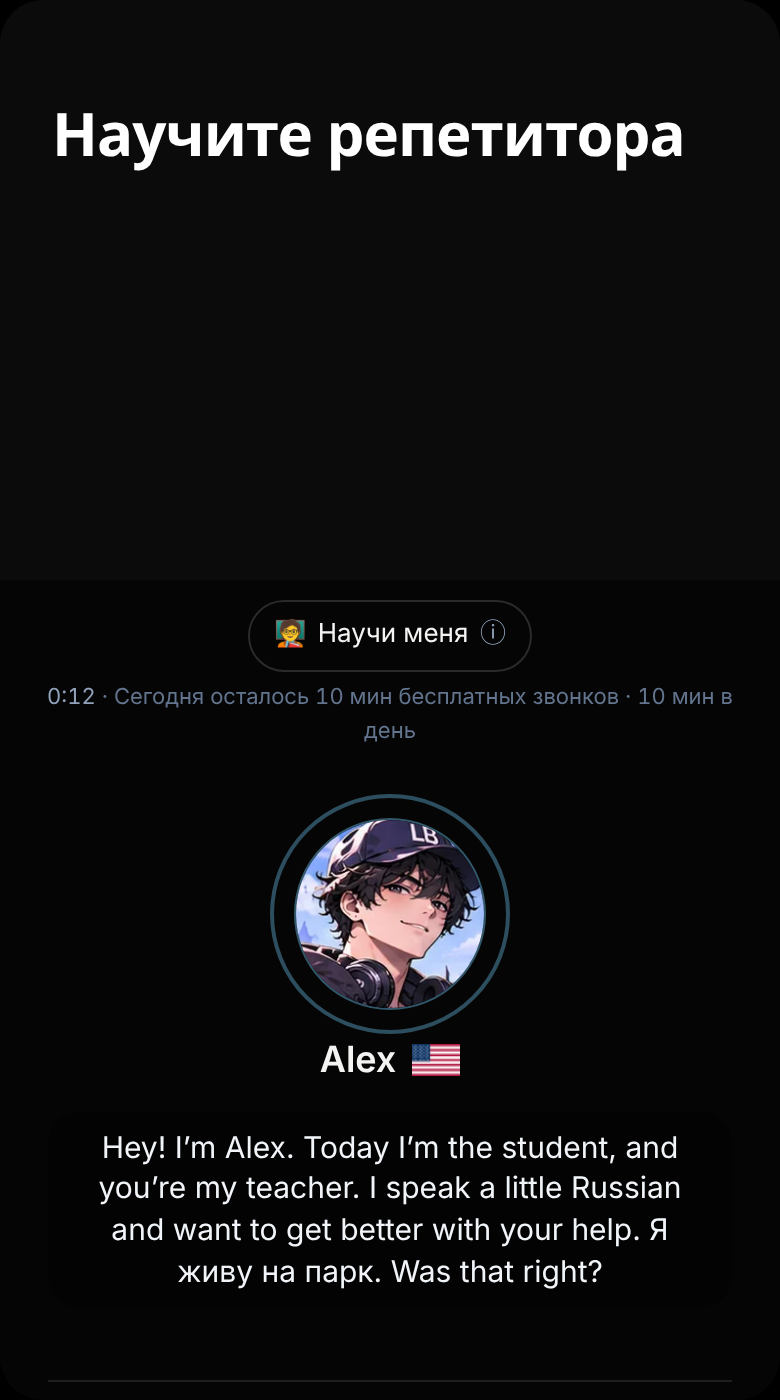 Научите репетитора
🧑‍🏫 Научи меня ⓘ
0:12 · Сегодня осталось 10 мин бесплатных звонков · 10 мин в
день
LB
Alex 🇺🇸
Hey! I’m Alex. Today I’m the student, and
you’re my teacher. I speak a little Russian
and want to get better with your help. Я
живу на парк. Was that right?